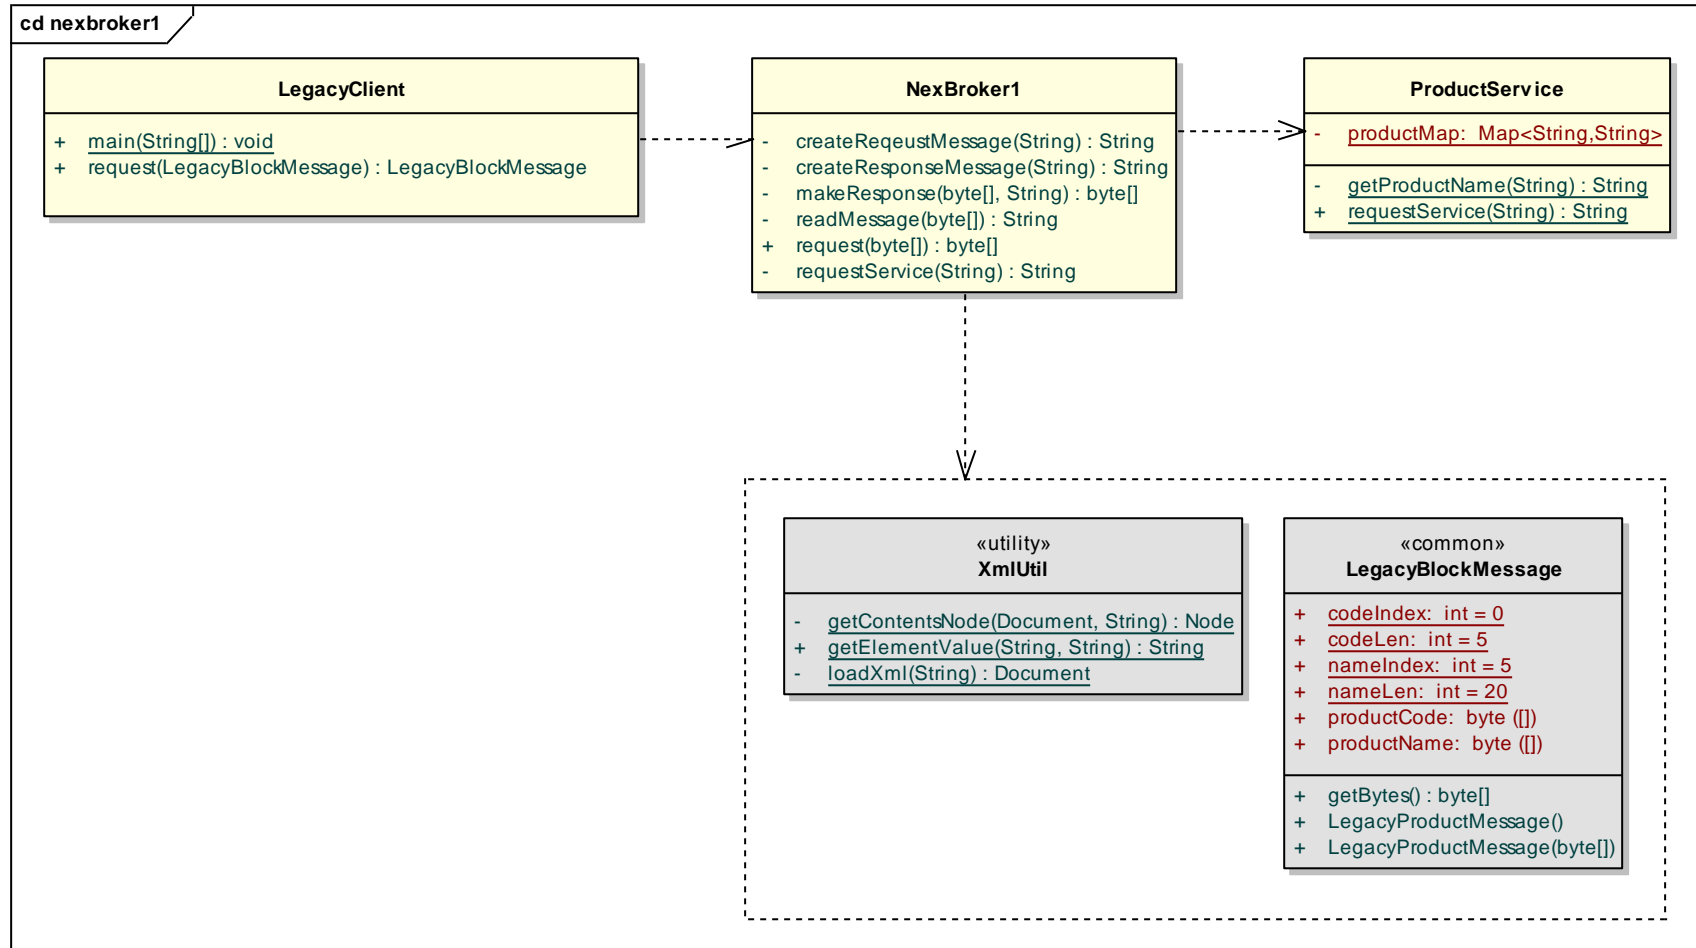 cd nexbroker1
LegacyClient
+ main(String[]) : void
+ request(LegacyBlockMessage) : LegacyBlockMessage
NexBroker1
- createReqeustMessage(String) : String
- createResponseMessage(String) : String
- makeResponse(byte[], String) : byte[]
- readMessage(byte[]) : String
+ request(byte[]) : byte[]
- requestService(String) : String
ProductService
- productMap: Map<String,String>
- getProductName(String) : String
+ requestService(String) : String
«utility»
XmlUtil
- getContentsNode(Document, String) : Node
+ getElementValue(String, String) : String
- loadXml(String) : Document
«common»
LegacyBlockMessage
+ codeIndex: int = 0
+ codeLen: int = 5
+ nameIndex: int = 5
+ nameLen: int = 20
+ productCode: byte ([])
+ productName: byte ([])
+ getBytes() : byte[]
+ LegacyProductMessage()
+ LegacyProductMessage(byte[])